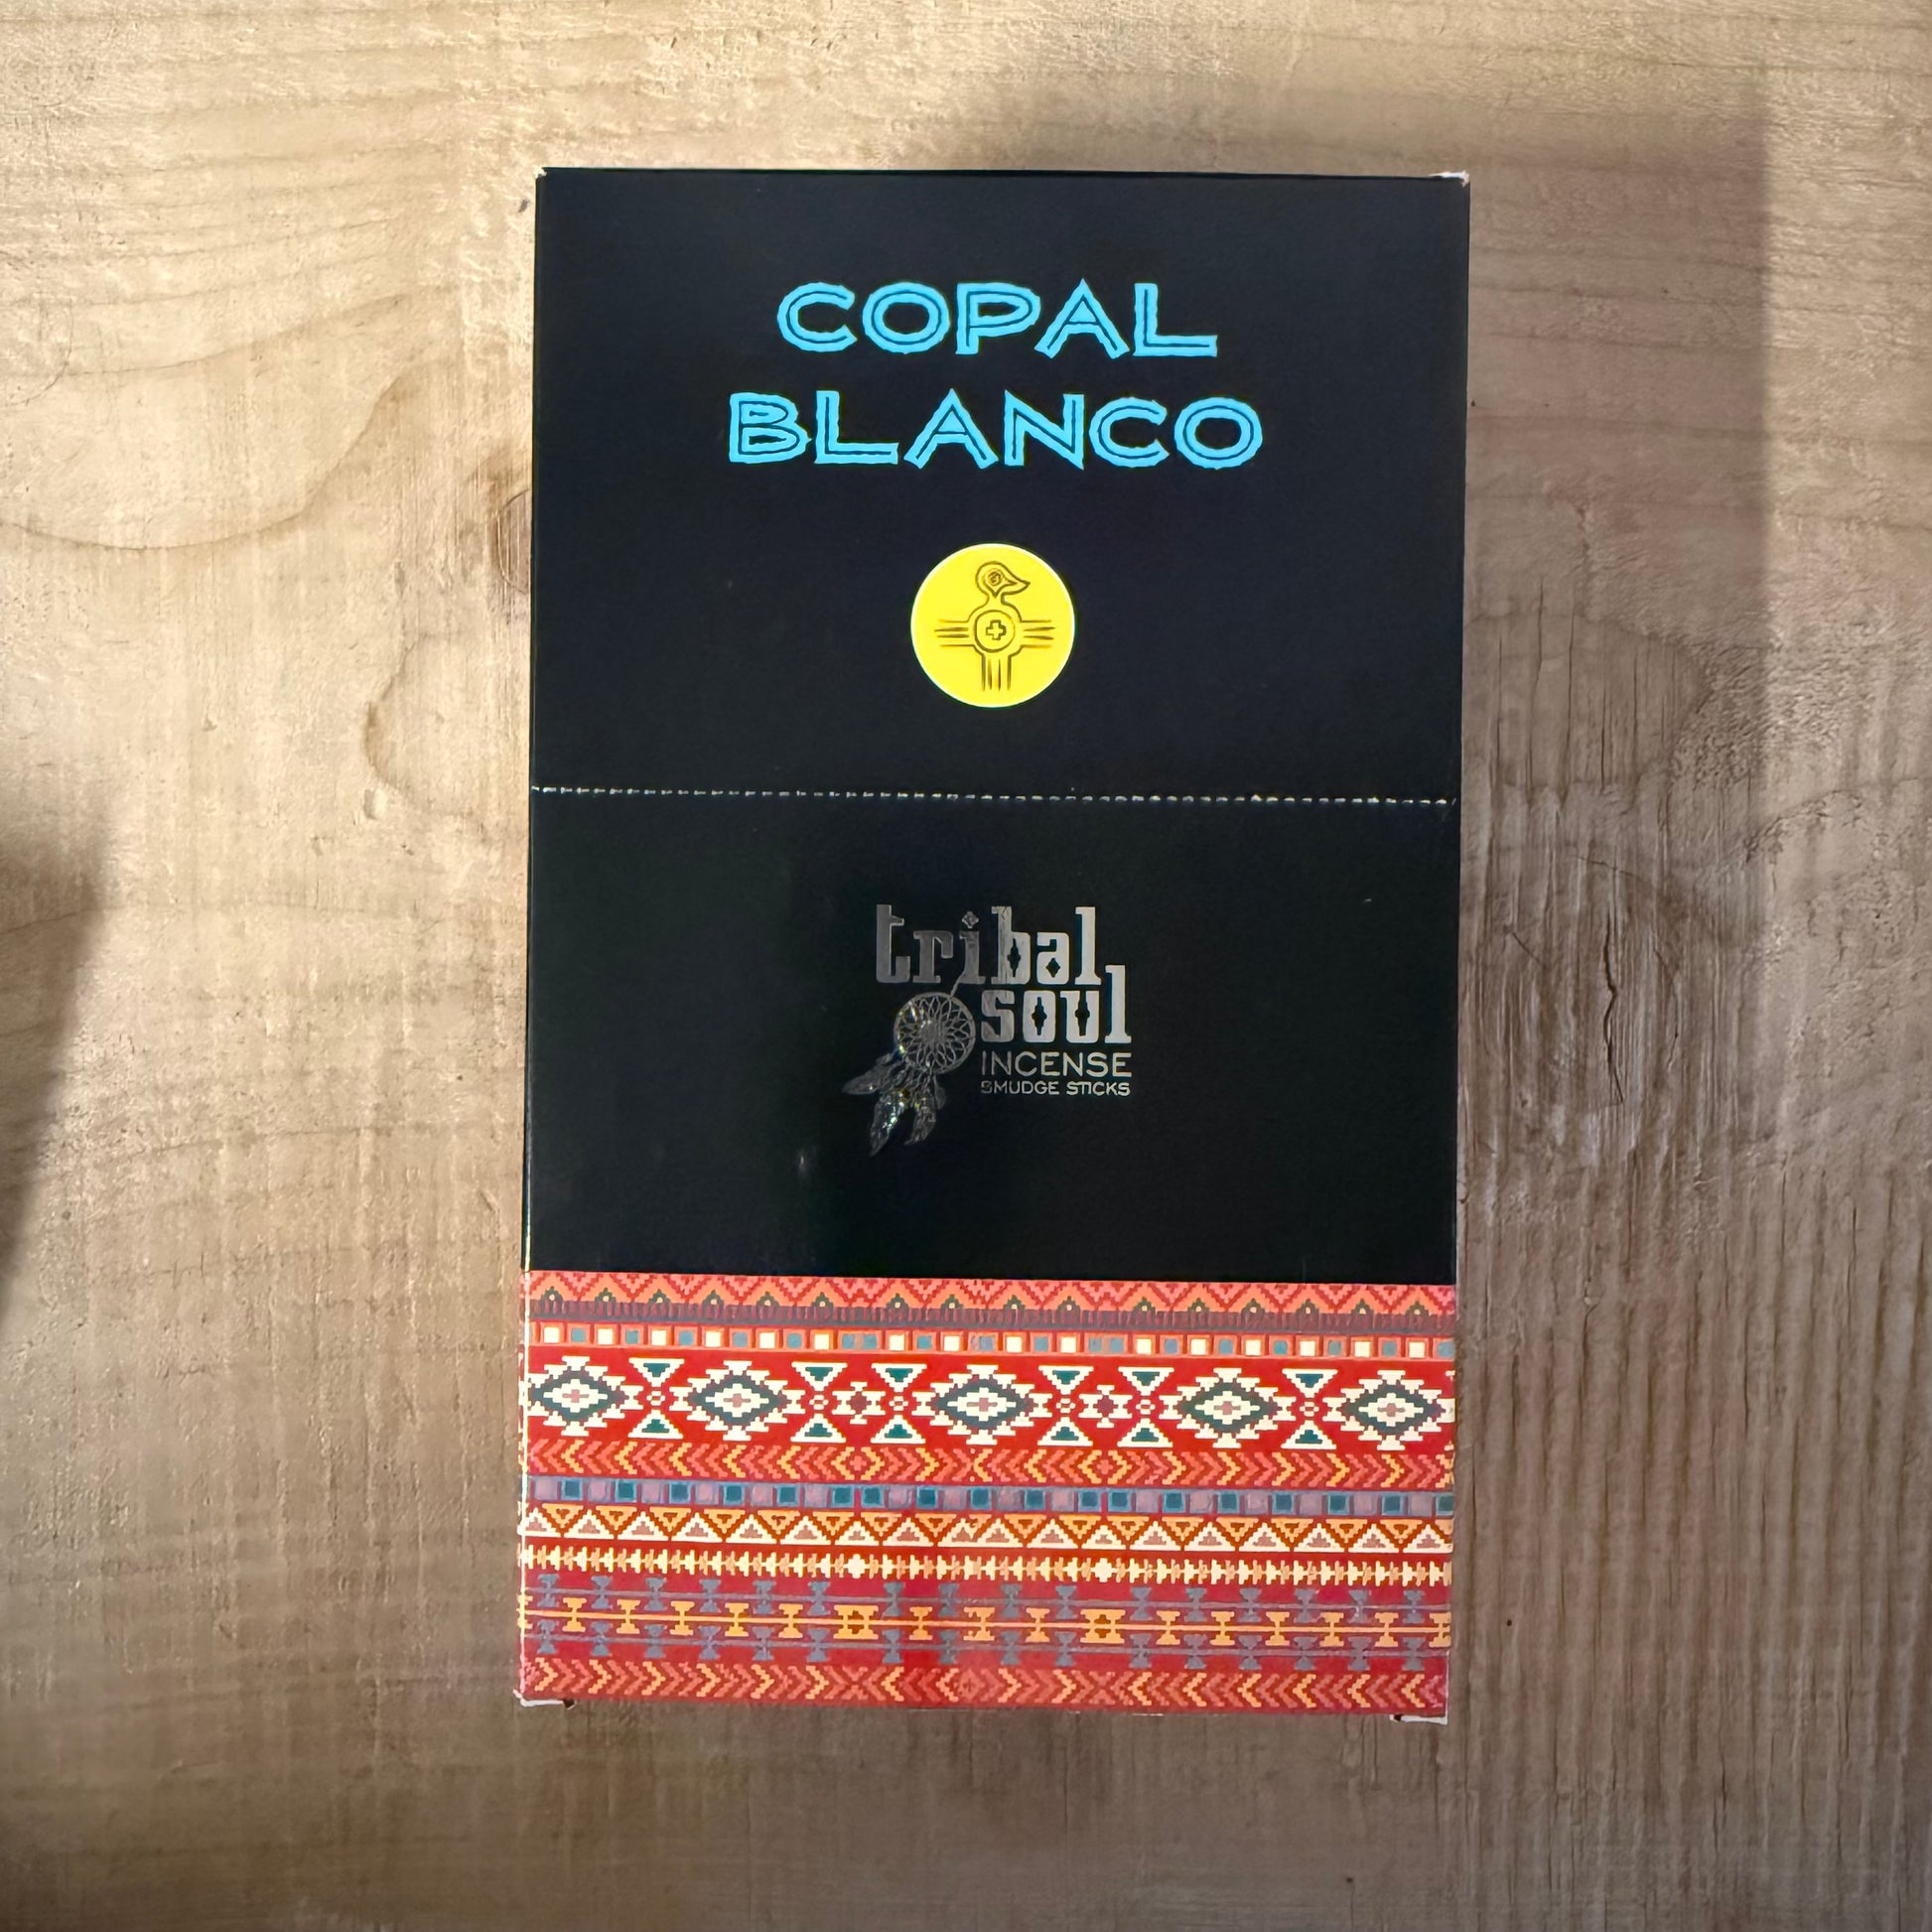 COPAL
BLANCO
tribal
soul
INCENSE
SMUDGE STICKS